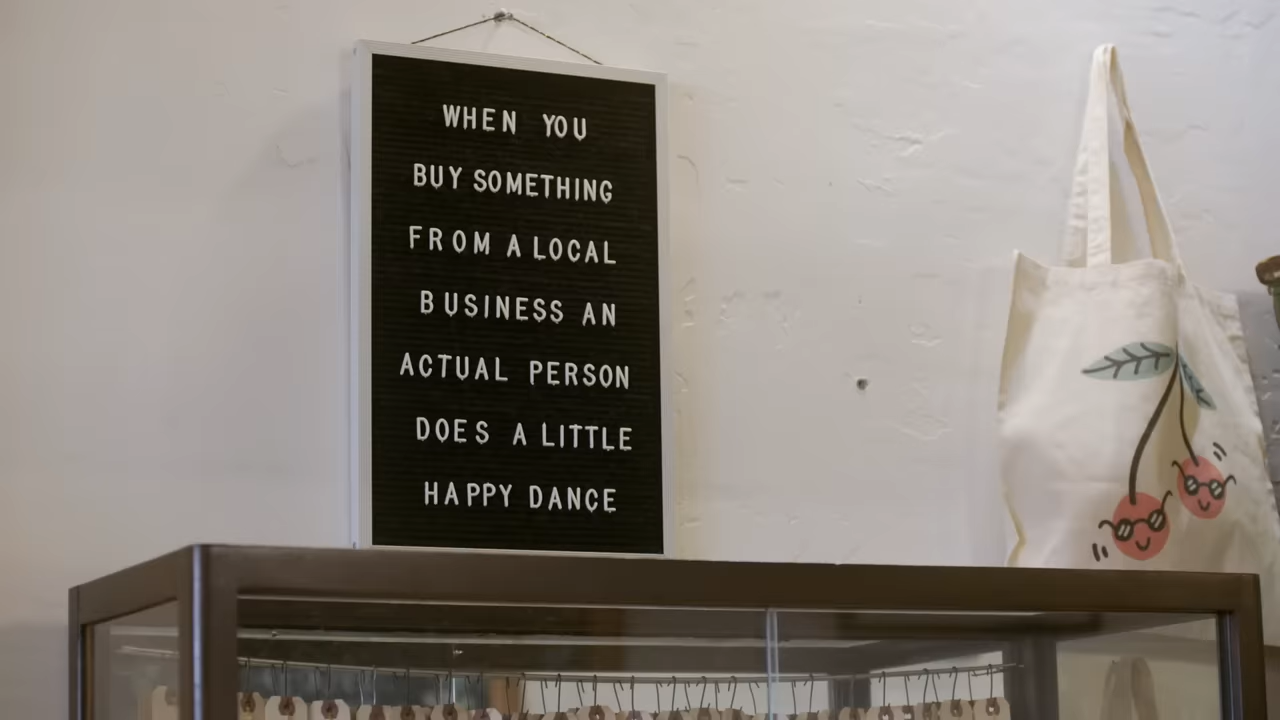 WHEN YOU
BUY SOMETHING
FROM A LOCAL
BUSINESS AN
ACTUAL PERSON
DOES A LITTLE
HAPPY DANCE